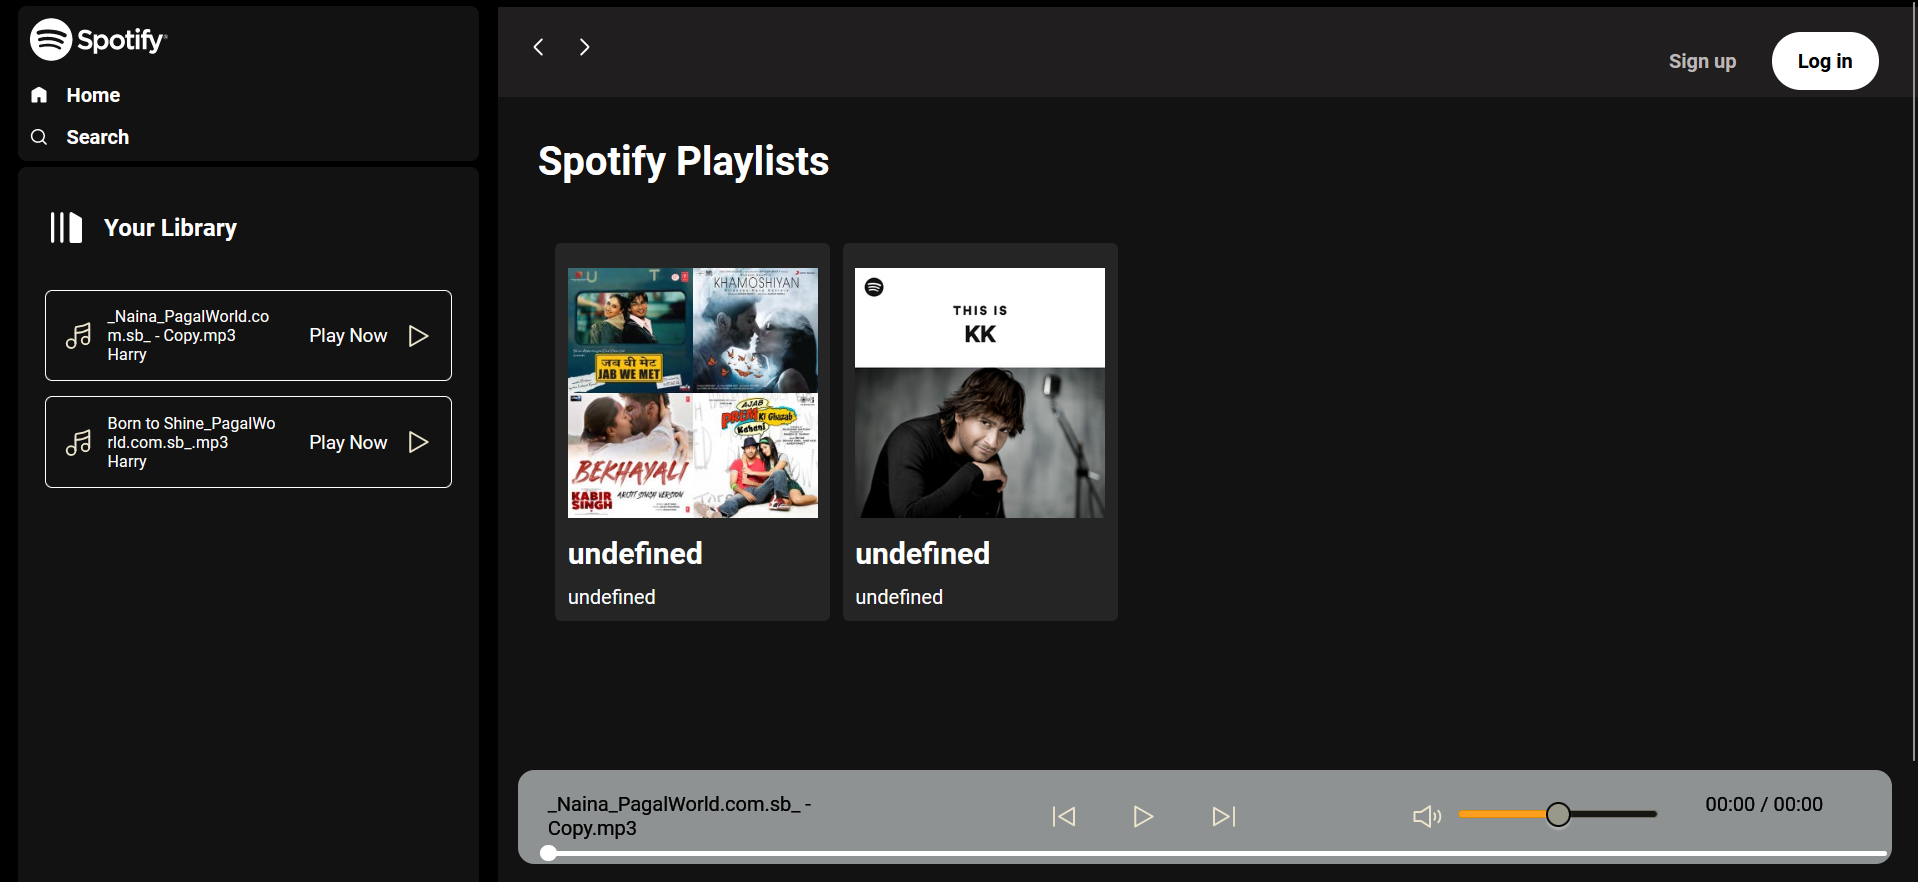 Spotify
Home
Search
Your Library
_Naina_PagalWorld.co
m.sb_ - Copy.mp3
Harry
Play Now
Born to Shine_PagalWo
rld.com.sb_.mp3
Harry
Play Now
Sign up
Log in
Spotify Playlists
U T
KHAMOSHIYAN
जब वी मेट
JAB WE MET
BEKHAYALI
KABIR
SINGH
ARIJIT SINGH VERSION
AJAB
PREM Ki Ghazab
Kahani
undefined
undefined
THIS IS
KK
undefined
undefined
_Naina_PagalWorld.com.sb_ -
Copy.mp3
00:00 / 00:00